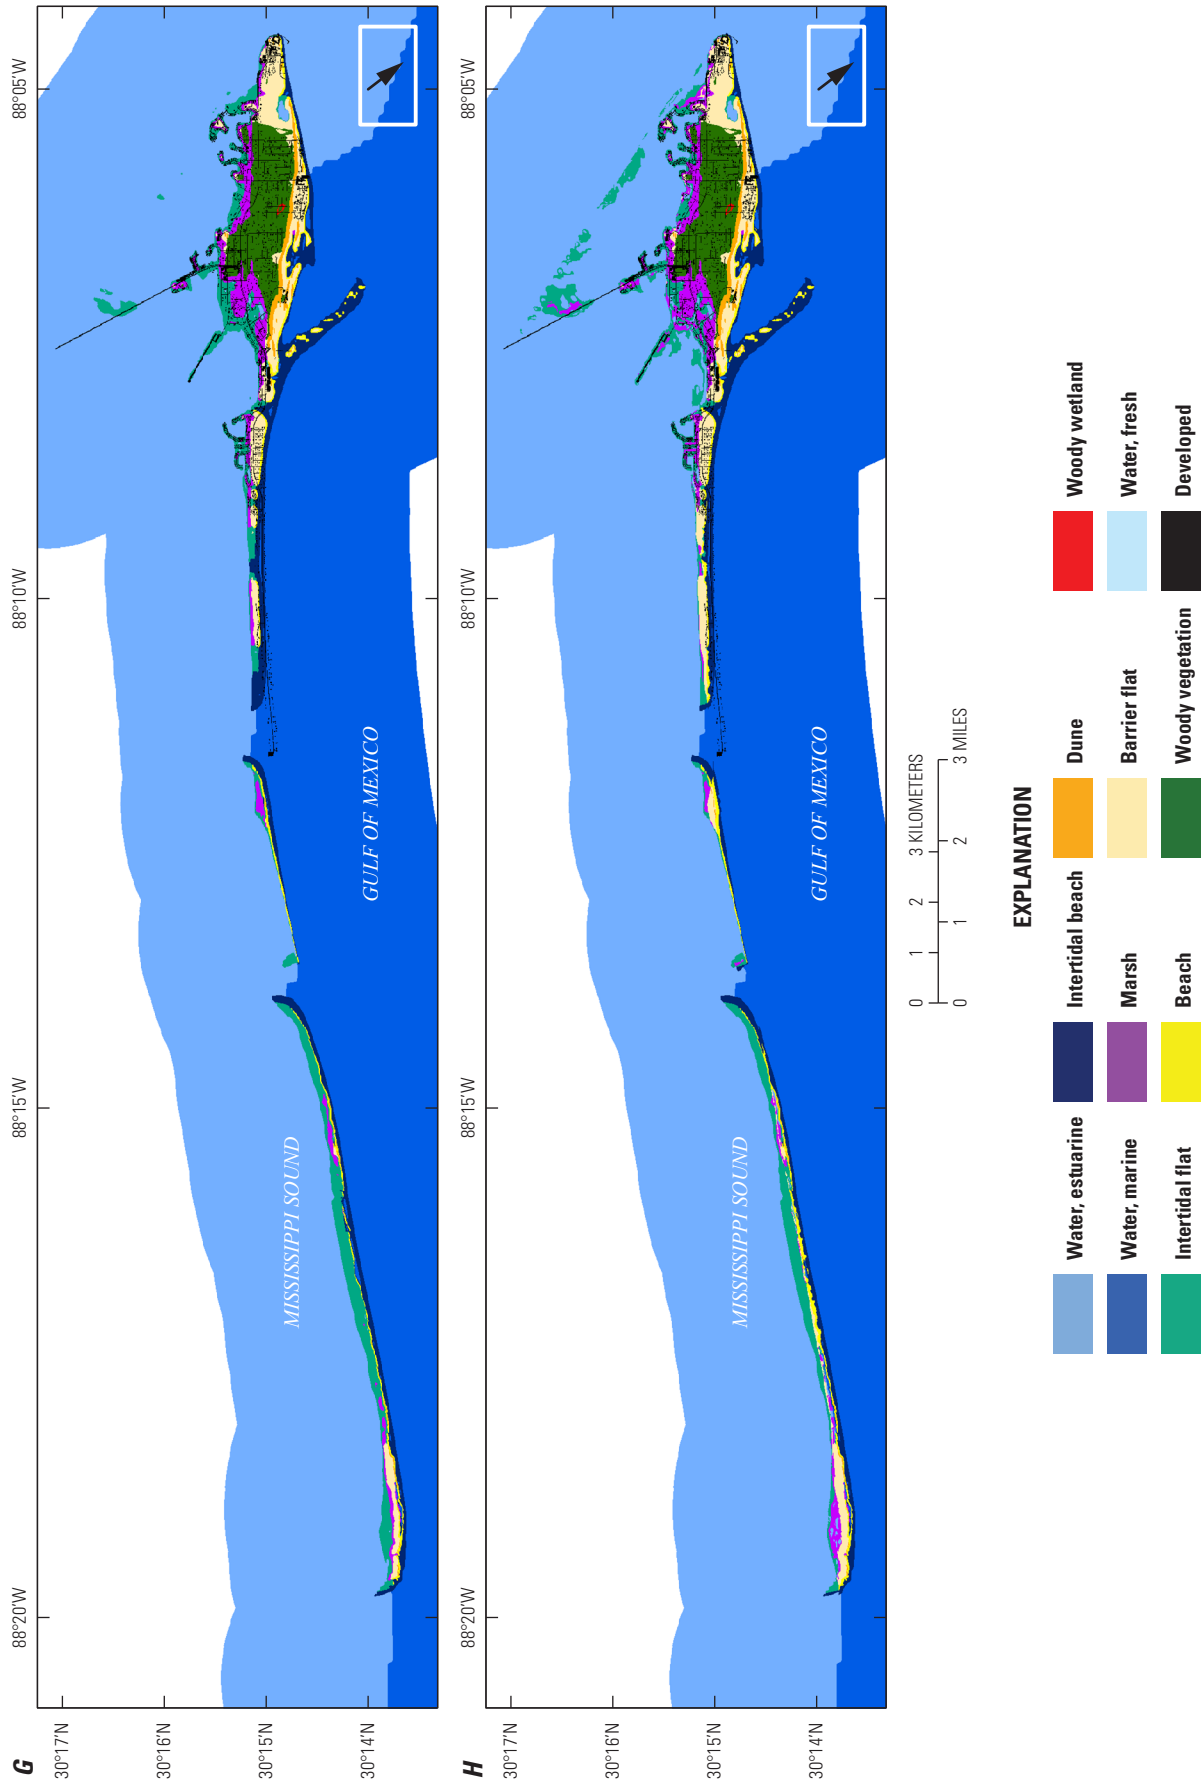 G
30°17'N
30°16'N
30°15'N
30°14'N
88°20'W
88°15'W
88°10'W
88°05'W
MISSISSIPPI SOUND
GULF OF MEXICO
H
30°17'N
30°16'N
30°15'N
30°14'N
88°20'W
88°15'W
88°10'W
88°05'W
MISSISSIPPI SOUND
GULF OF MEXICO
0 1 2 3 KILOMETERS
0 1 2 3 MILES
EXPLANATION
Water, estuarine
Water, marine
Intertidal flat
Intertidal beach
Marsh
Beach
Dune
Barrier flat
Woody vegetation
Woody wetland
Water, fresh
Developed